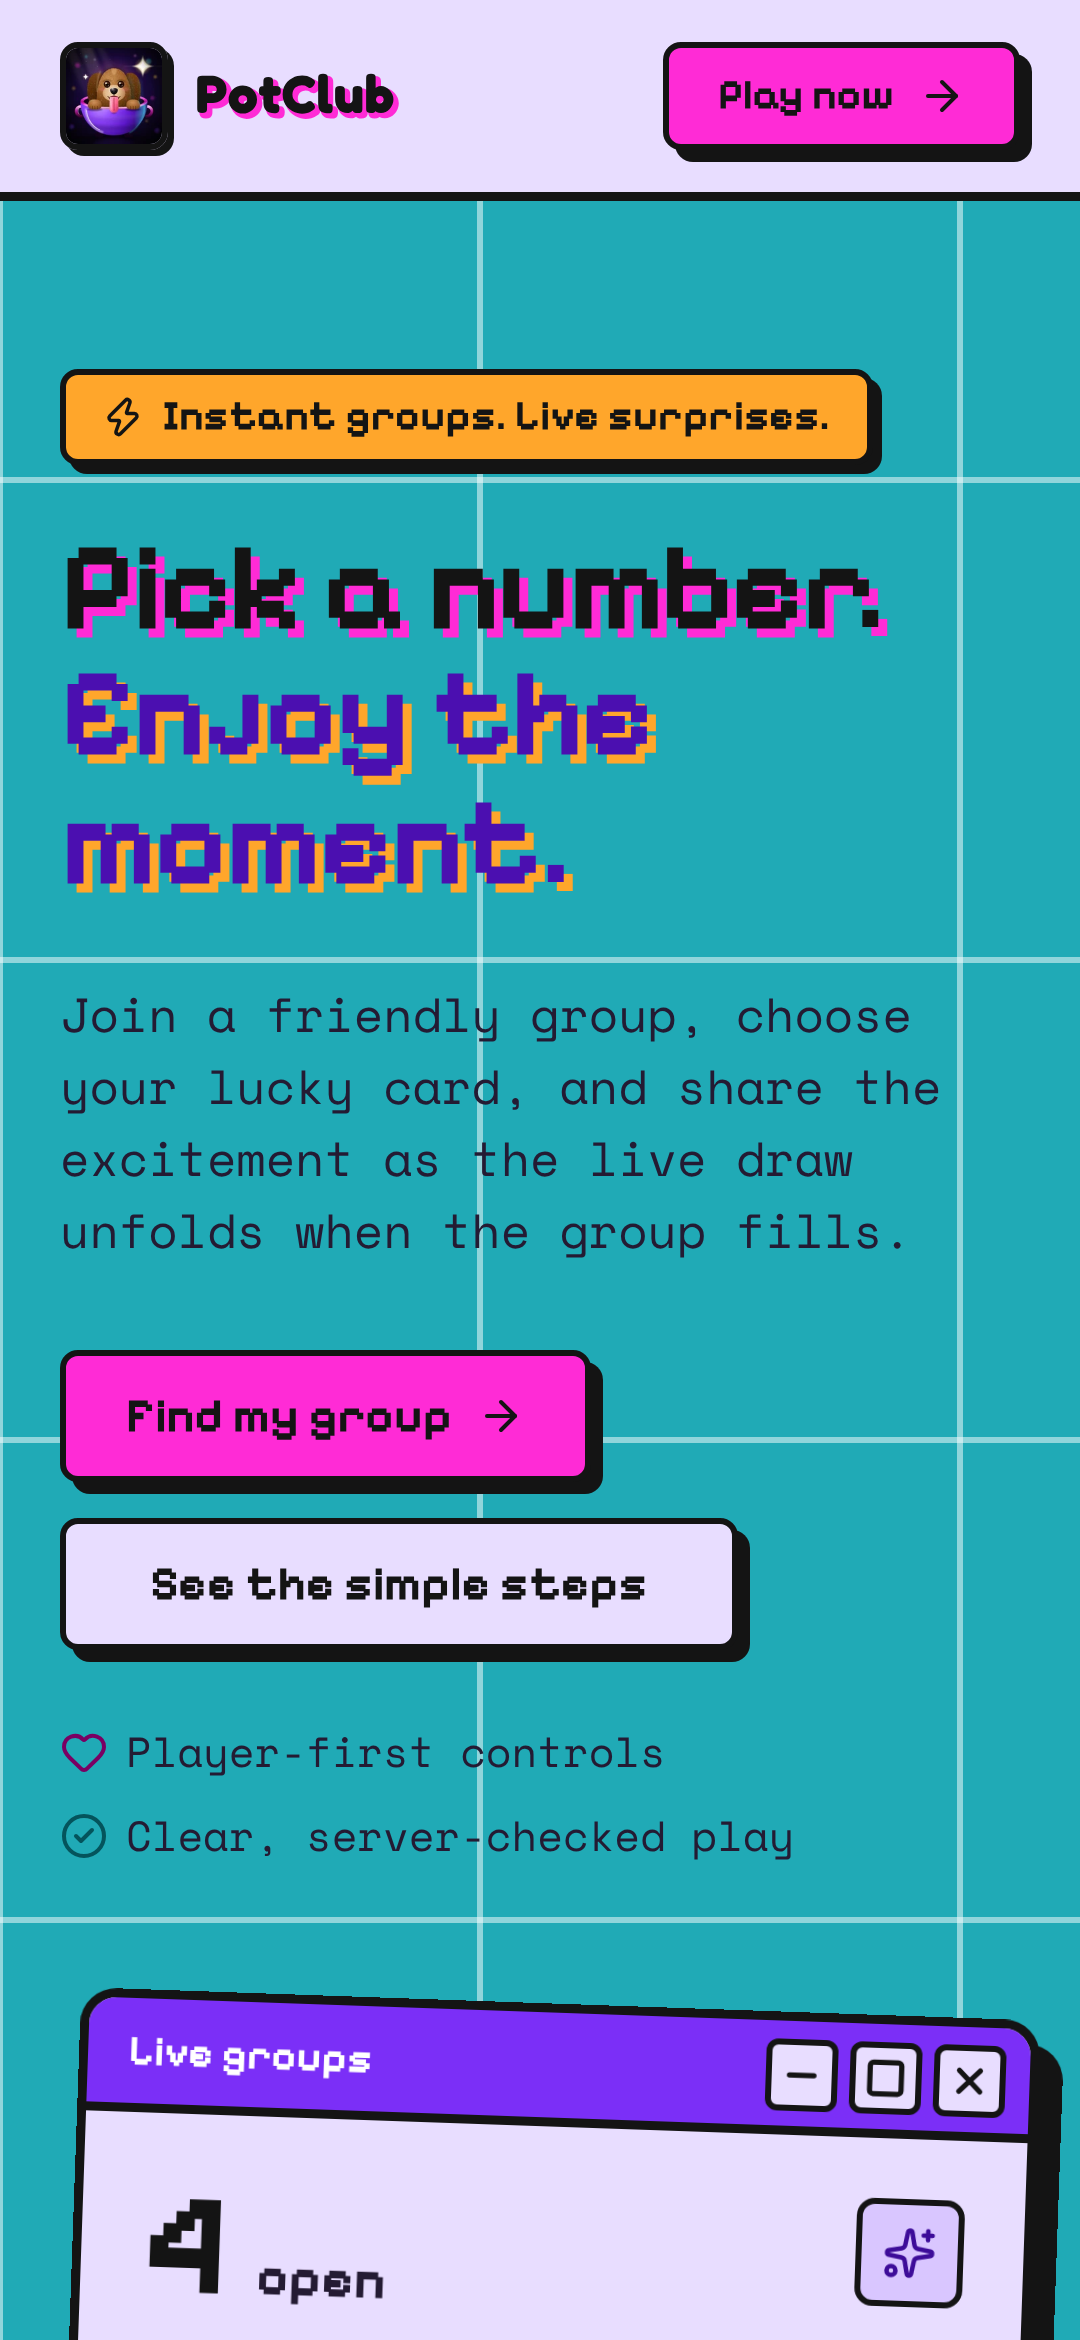 PotClub
Play now
Instant groups. Live surprises.
Pick a number.
Enjoy the
moment.
Join a friendly group, choose
your lucky card, and share the
excitement as the live draw
unfolds when the group fills.
Find my group
See the simple steps
Player-first controls
Clear, server-checked play
Live groups
4 open